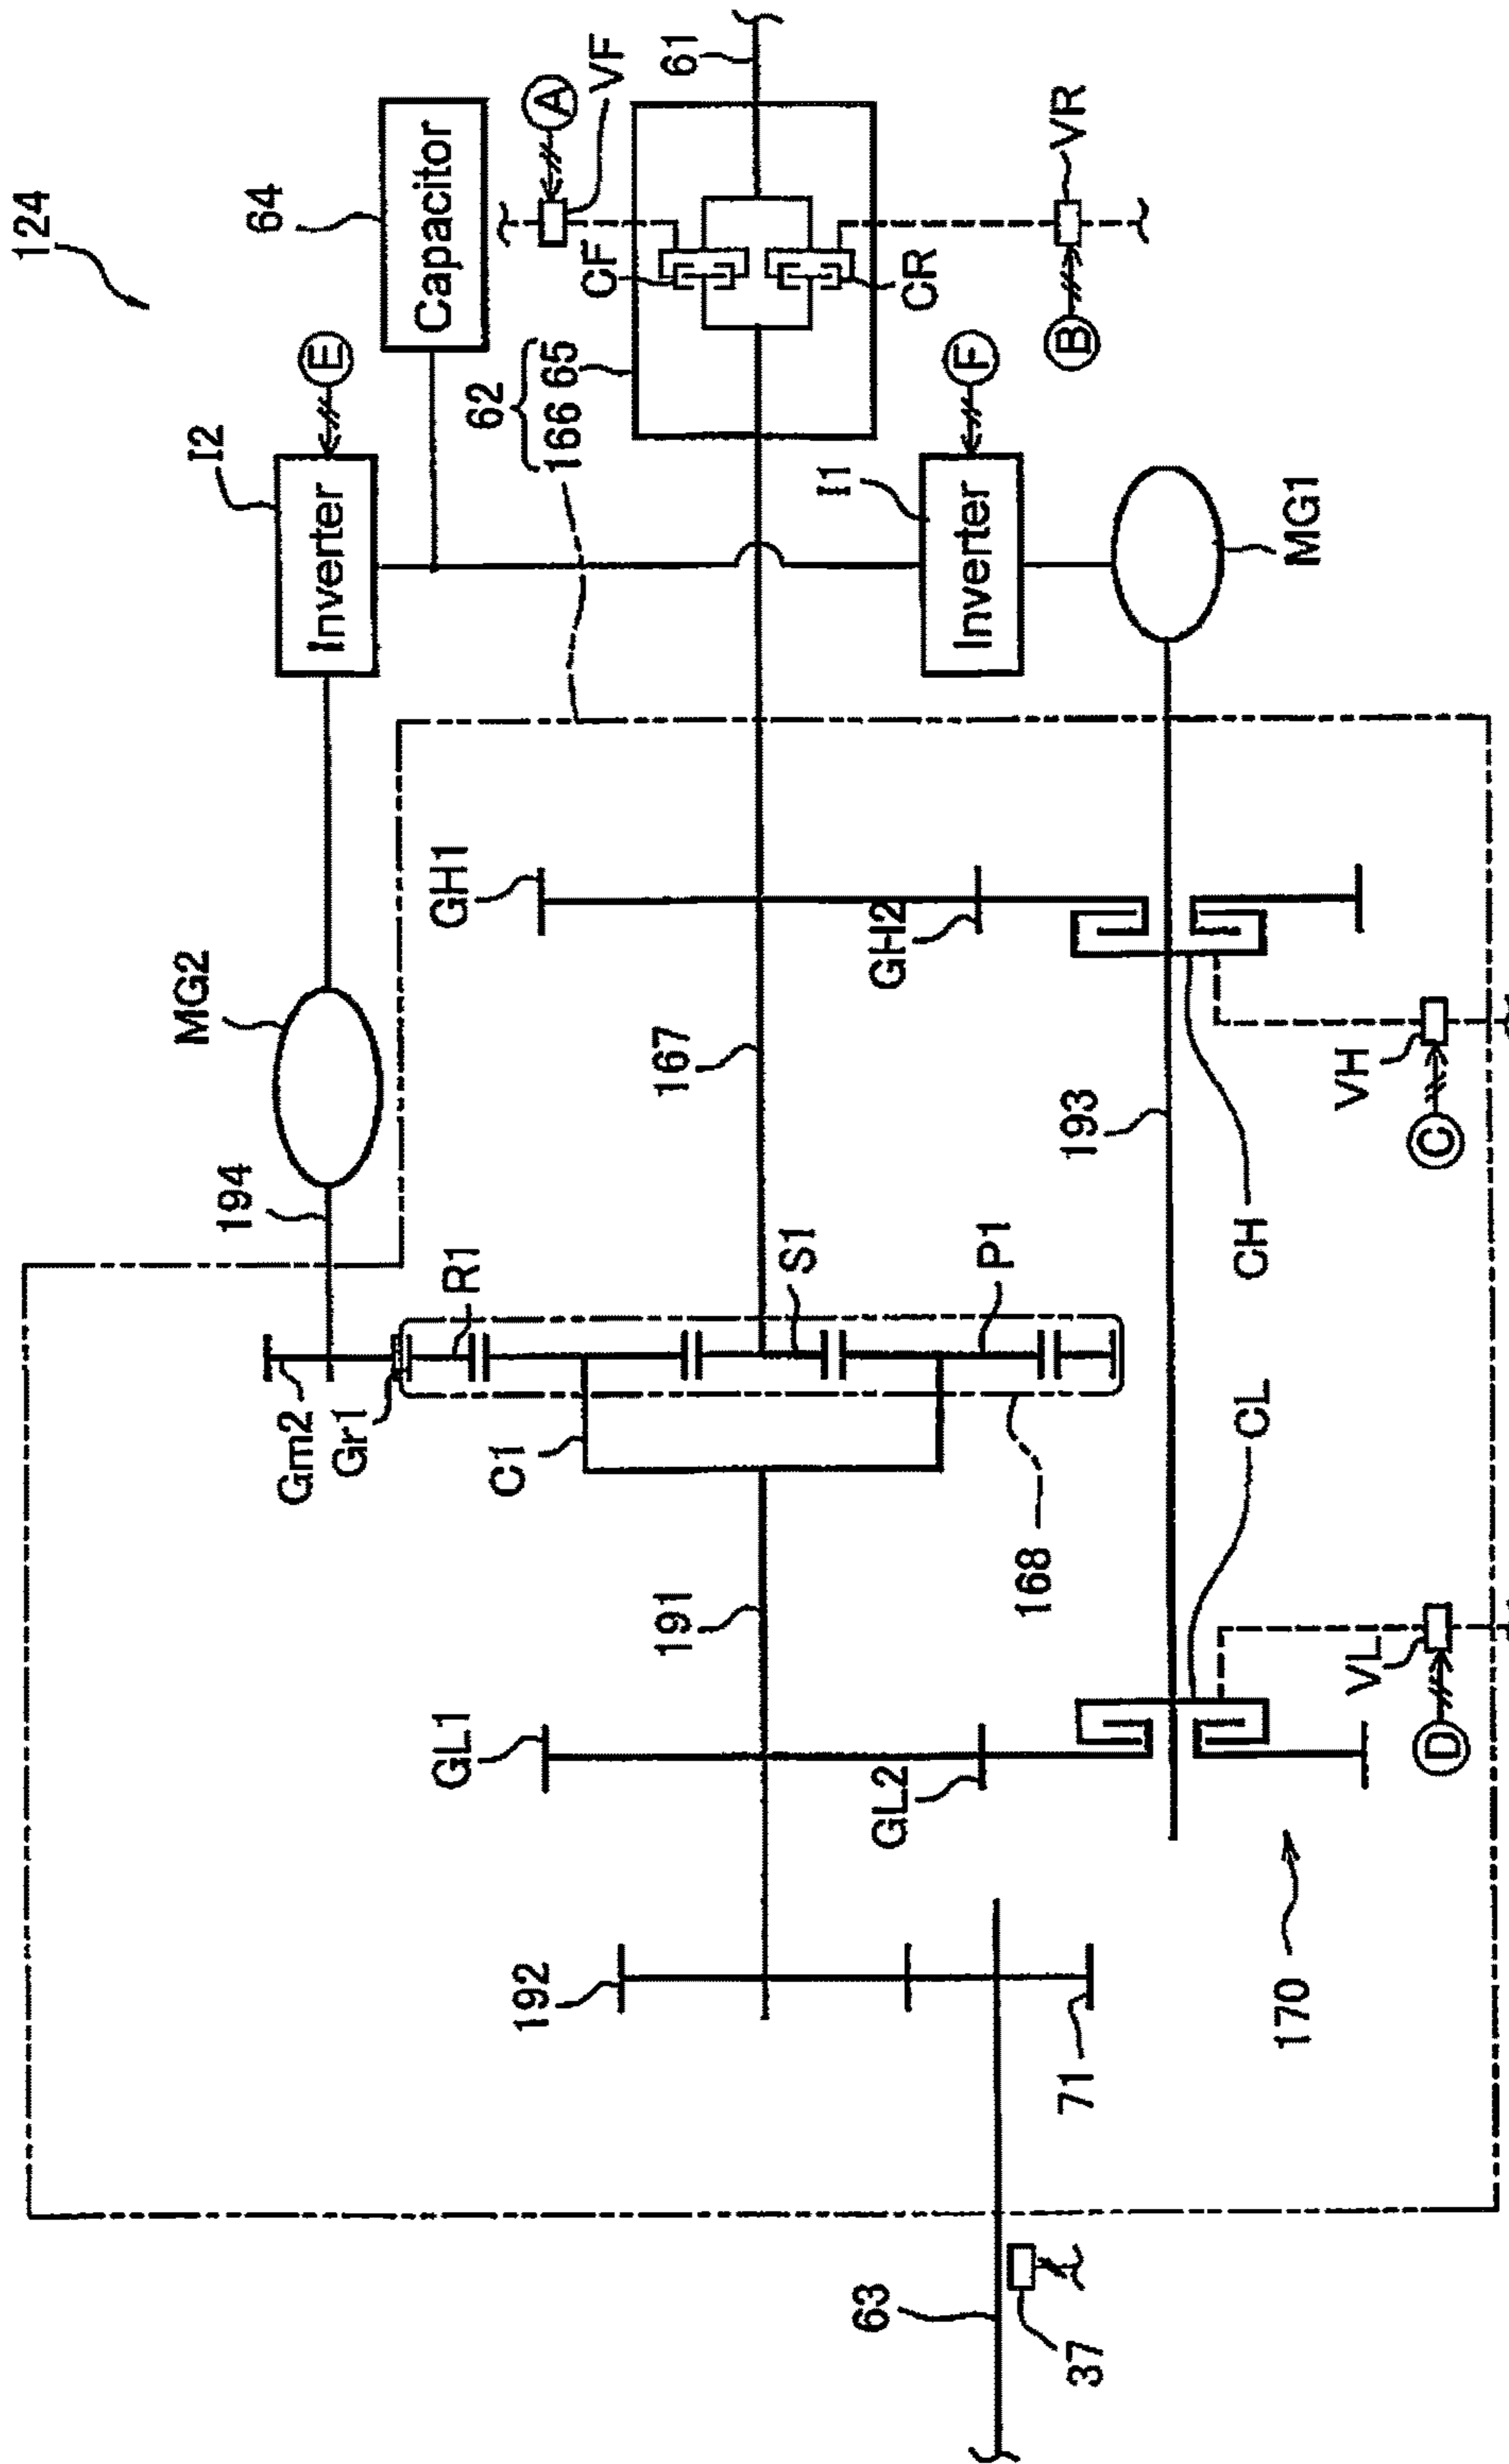 124
64
Capacitor
A
VF
61
I2
Inverter
E
62
166 65
CF
CR
VR
B
F
I1
Inverter
MG1
MG2
194
GH1
GH2
167
193
VH
C
CH
R1
S1
P1
Gm2
Gr1
C1
168
CL
191
VL
D
GL1
GL2
192
71
170
63
37